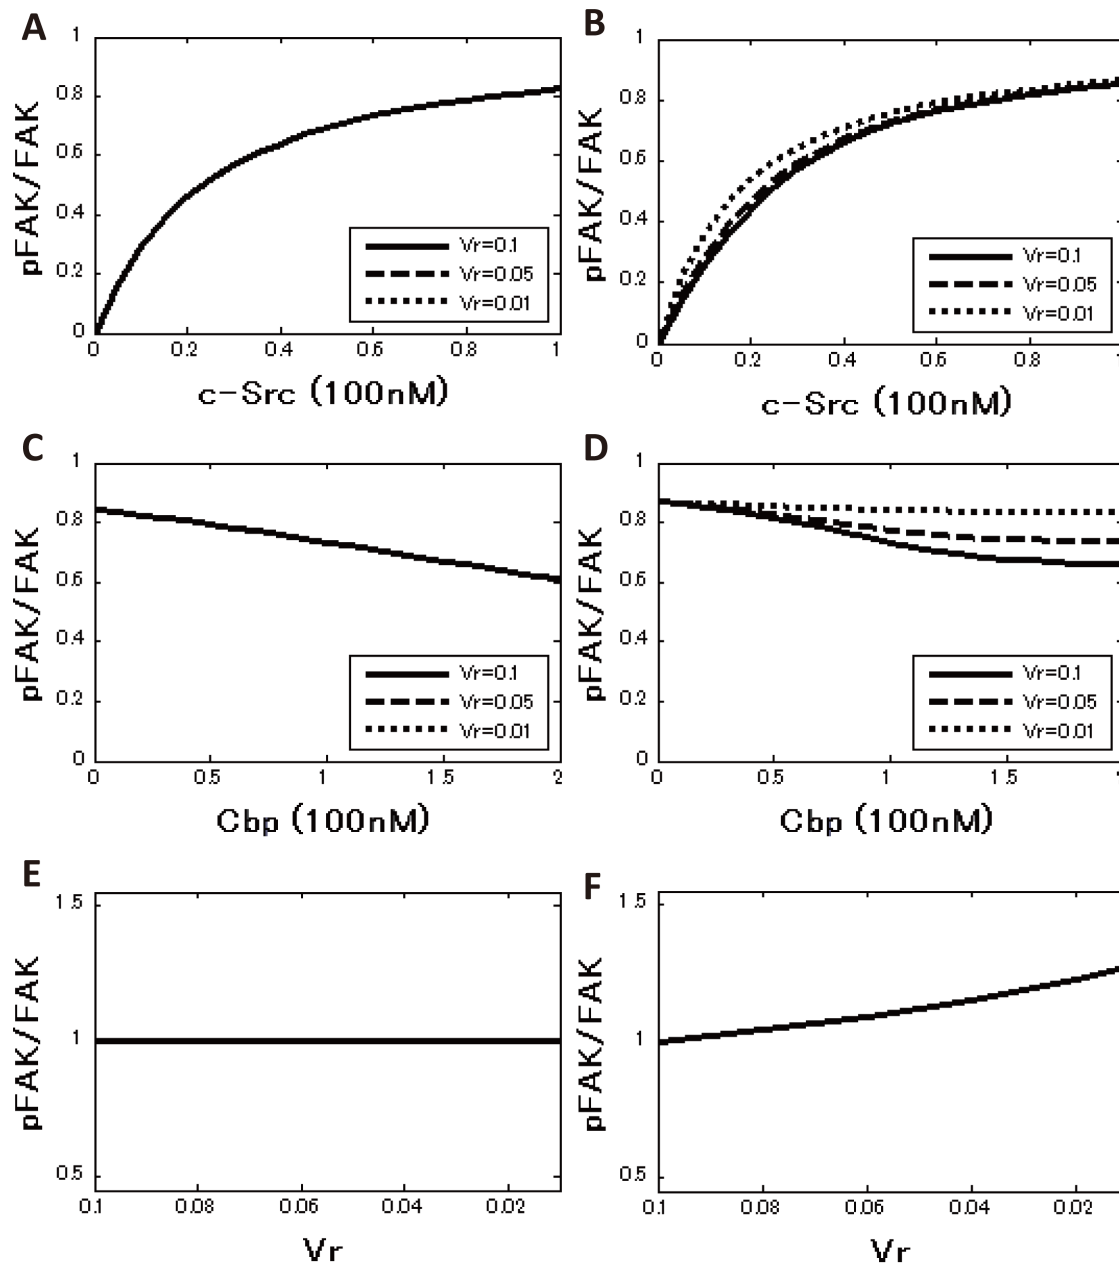 A
1
0.8
0.6
0.4
0.2
0
0 0.2 0.4 0.6 0.8 1
pFAK/FAK
c-Src (100nM)
Vr=0.1
Vr=0.05
Vr=0.01
B
1
0.8
0.6
0.4
0.2
0
0 0.2 0.4 0.6 0.8
pFAK/FAK
c-Src (100nM)
Vr=0.1
Vr=0.05
Vr=0.01
C
1
0.8
0.6
0.4
0.2
0
0 0.5 1 1.5 2
pFAK/FAK
Cbp (100nM)
Vr=0.1
Vr=0.05
Vr=0.01
D
1
0.8
0.6
0.4
0.2
0
0 0.5 1 1.5
pFAK/FAK
Cbp (100nM)
Vr=0.1
Vr=0.05
Vr=0.01
E
1.5
1
0.5
0.1 0.08 0.06 0.04 0.02
pFAK/FAK
Vr
F
1.5
1
0.5
0.1 0.08 0.06 0.04 0.02
pFAK/FAK
Vr